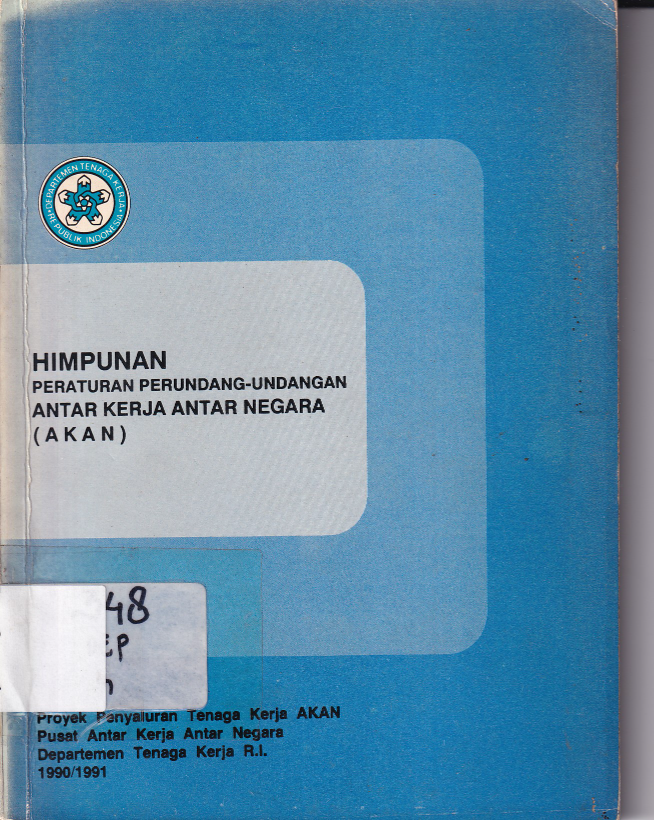 DEPARTEMEN TENAGA KERJA
REPUBLIK INDONESIA
HIMPUNAN
PERATURAN PERUNDANG-UNDANGAN
ANTAR KERJA ANTAR NEGARA
(AKAN)
48
EP
n
Proyek Penyaluran Tenaga Kerja AKAN
Pusat Antar Kerja Antar Negara
Departemen Tenaga Kerja R.I.
1990/1991